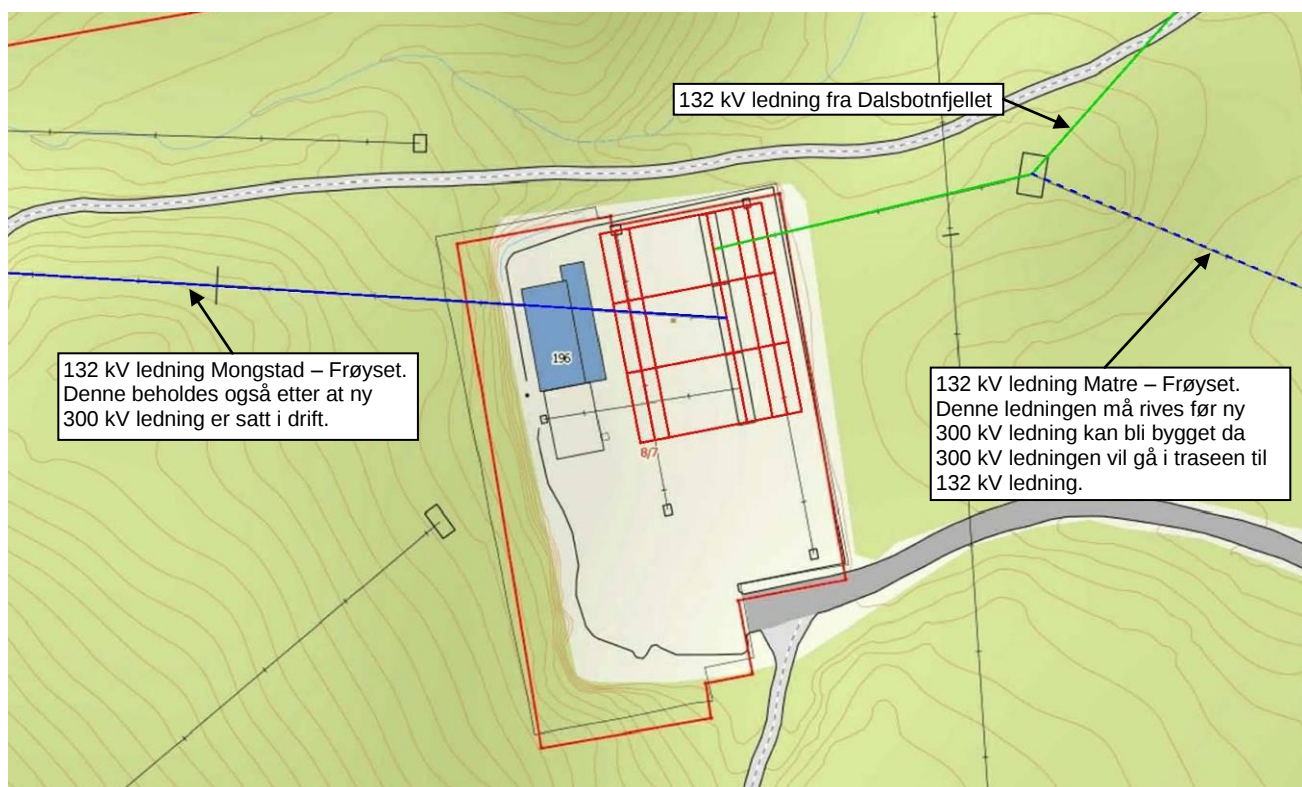 132 kV ledning fra Dalsbotnfjellet
132 kV ledning Mongstad – Frøyset.
Denne beholdes også etter at ny
300 kV ledning er satt i drift.
196
132 kV ledning Matre – Frøyset.
Denne ledningen må rives før ny
300 kV ledning kan bli bygget da
300 kV ledningen vil gå i traseen til
132 kV ledning.
8/7